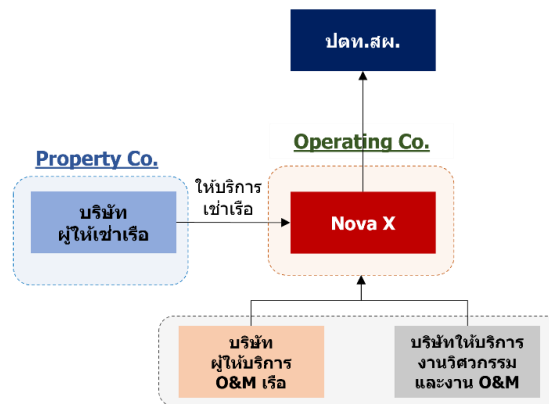 ปตท.สผ.
Operating Co.
Property Co.
ให้บริการ
เช่าเรือ
บริษัท
ผู้ให้เช่าเรือ
Nova X
บริษัท
ผู้ให้บริการ
O&M เรือ
บริษัทให้บริการ
งานวิศวกรรม
และงาน O&M